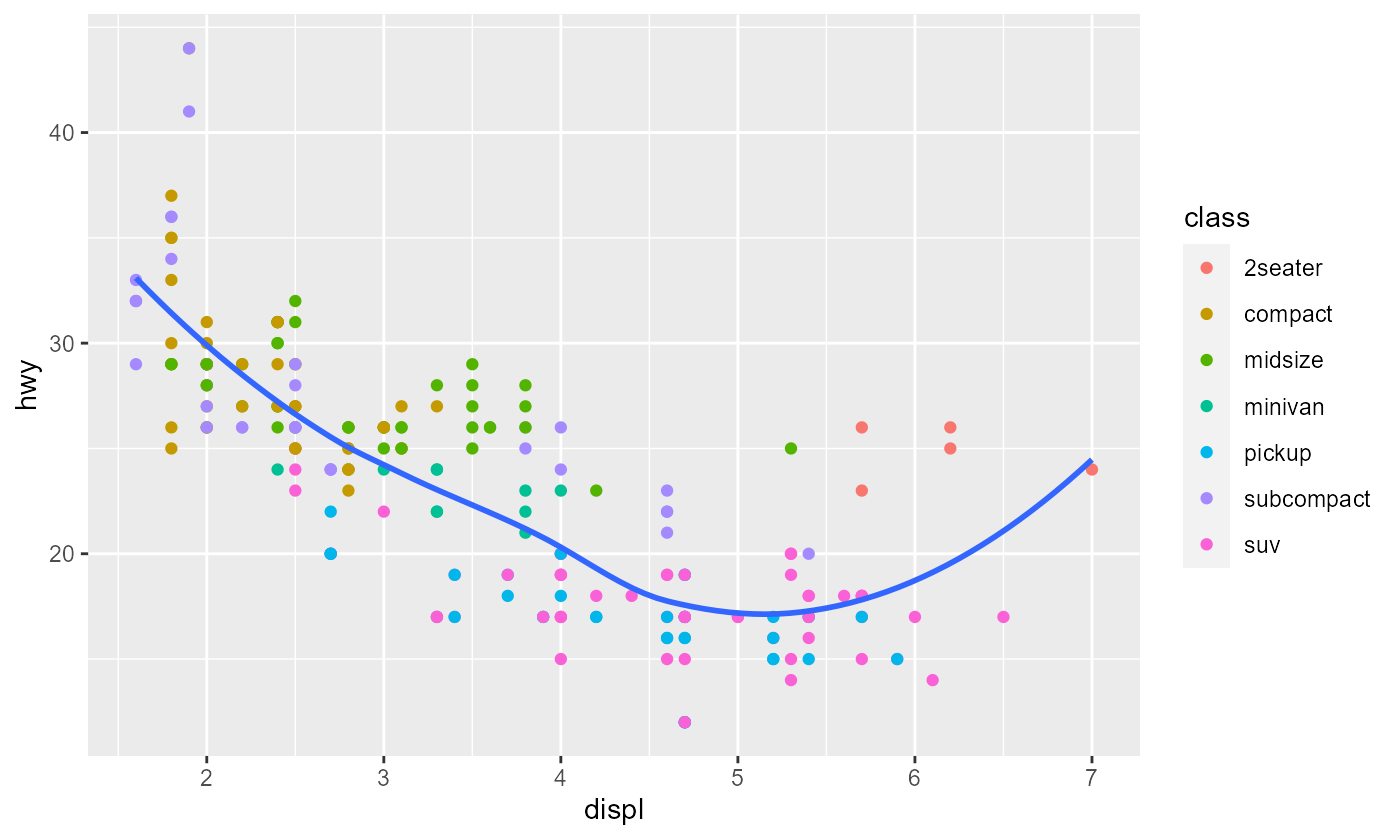 40
30
20
hwy
2 3 4 5 6 7
displ
class
2seater
compact
midsize
minivan
pickup
subcompact
suv